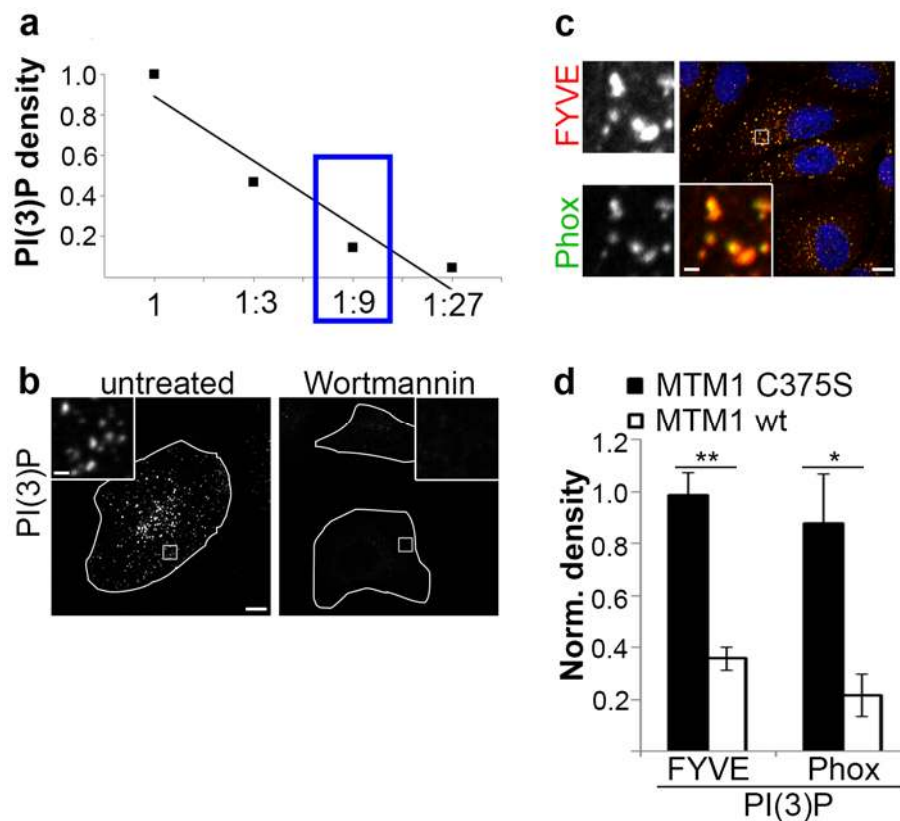 a
PI(3)P density
1.0
0.8
0.6
0.4
0.2
1 1:3 1:9 1:27
b
untreated Wortmannin
PI(3)P
c
FYVE
Phox
d
MTM1 C375S
MTM1 wt
Norm. density
1.2
1.0
0.8
0.6
0.4
0.2
** *
FYVE Phox
PI(3)P